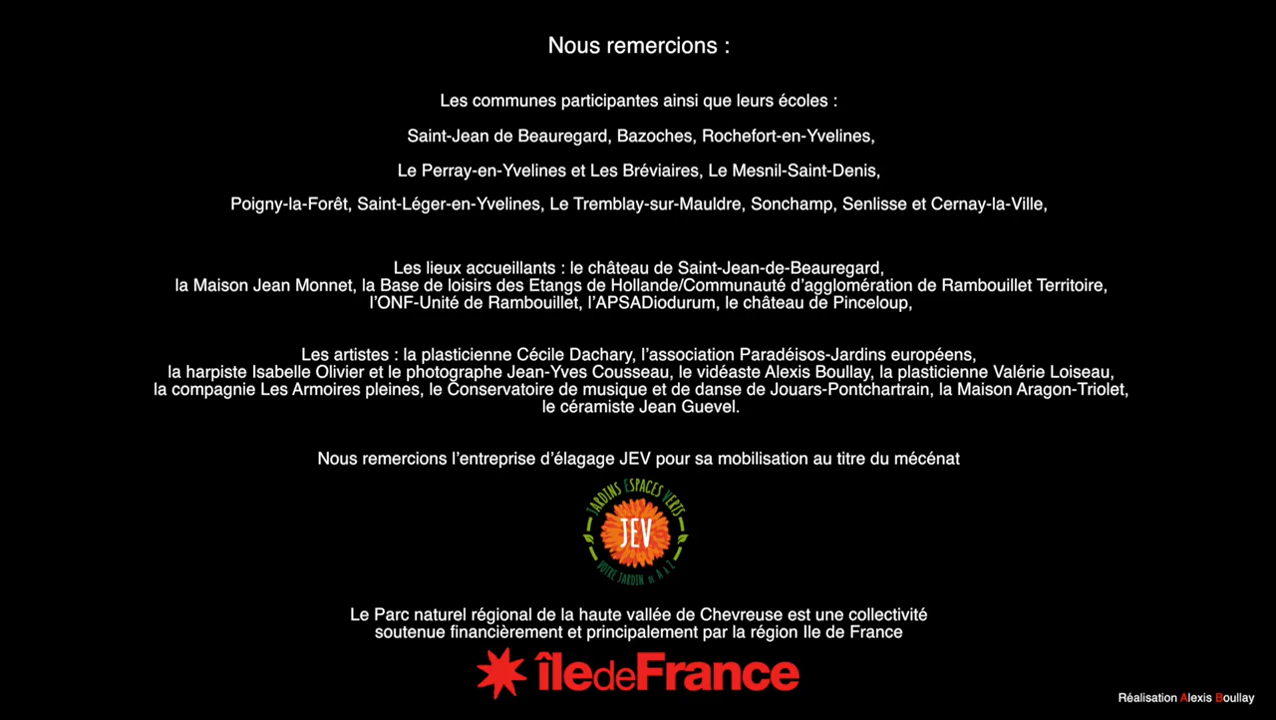 Nous remercions :
Les communes participantes ainsi que leurs écoles :
Saint-Jean de Beauregard, Bazoches, Rochefort-en-Yvelines,
Le Perray-en-Yvelines et Les Bréviaires, Le Mesnil-Saint-Denis,
Poigny-la-Forêt, Saint-Léger-en-Yvelines, Le Tremblay-sur-Mauldre, Sonchamp, Senlisse et Cernay-la-Ville,
Les lieux accueillants : le château de Saint-Jean-de-Beauregard,
la Maison Jean Monnet, la Base de loisirs des Etangs de Hollande/Communauté d'agglomération de Rambouillet Territoire,
l'ONF-Unité de Rambouillet, l'APSADiodurum, le château de Pinceloup,
Les artistes : la plasticienne Cécile Dachary, l'association Paradéisos-Jardins européens,
la harpiste Isabelle Olivier et le photographe Jean-Yves Cousseau, le vidéaste Alexis Boullay, la plasticienne Valérie Loiseau,
la compagnie Les Armoires pleines, le Conservatoire de musique et de danse de Jouars-Pontchartrain, la Maison Aragon-Triolet,
le céramiste Jean Guevel.
Nous remercions l'entreprise d'élagage JEV pour sa mobilisation au titre du mécénat
JARDINS ESPACES VERTS
JEV
VOTRE JARDIN DE A à Z
Le Parc naturel régional de la haute vallée de Chevreuse est une collectivité
soutenue financièrement et principalement par la région Ile de France
îledeFrance
Réalisation Alexis Boullay